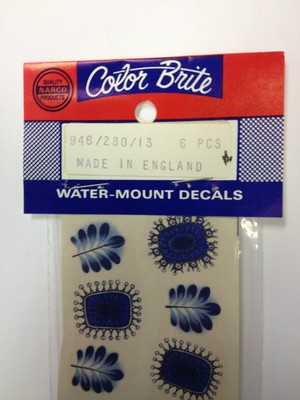 QUALITY
NARCO
PRODUCTS
Color Brite
946/280/13 6 PCS
MADE IN ENGLAND
WATER-MOUNT DECALS